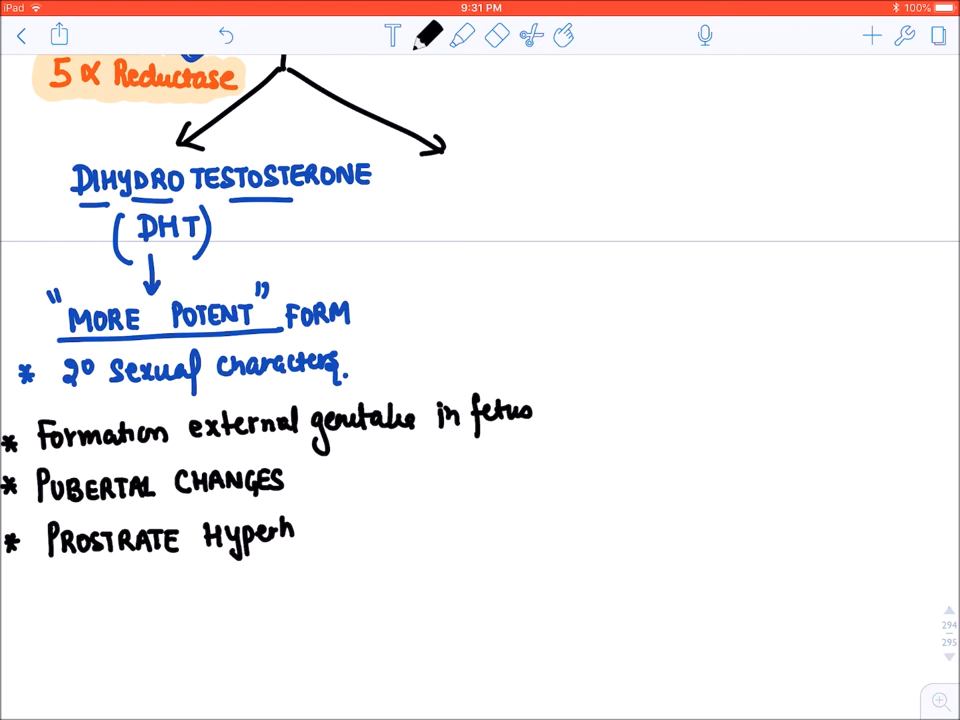 iPad 9:31 PM 100%
T
5 α Reductase
DIHYDRO TESTOSTERONE
(DHT)
"MORE POTENT" FORM
* 2° sexual characters.
* Formation external genitalie in fetus
* PUBERTAL CHANGES
* PROSTRATE Hyperh
294
295